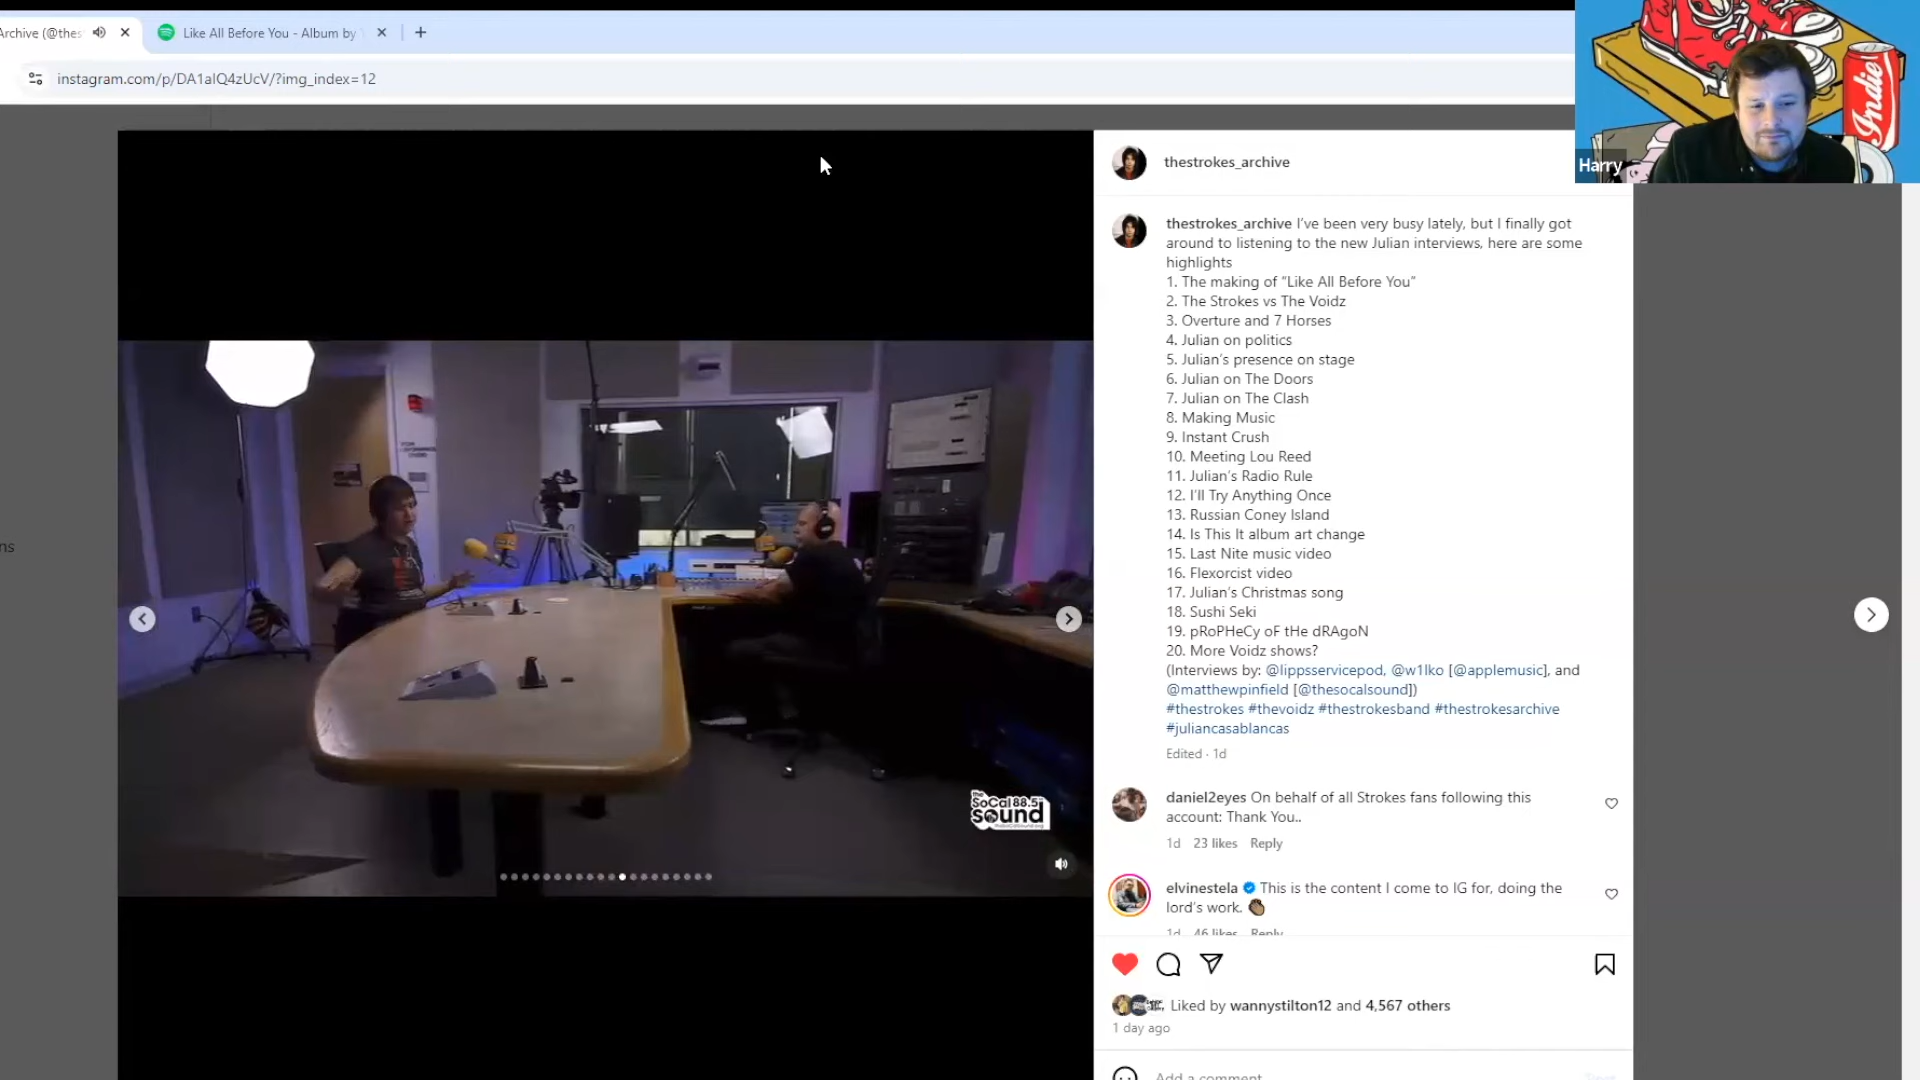 Archive (@thes
Like All Before You - Album by
instagram.com/p/DA1alQ4zUcV/?img_index=12
Indie
Harry
thestrokes_archive
thestrokes_archive I've been very busy lately, but I finally got
around to listening to the new Julian interviews, here are some
highlights
1. The making of "Like All Before You"
2. The Strokes vs The Voidz
3. Overture and 7 Horses
4. Julian on politics
5. Julian's presence on stage
6. Julian on The Doors
7. Julian on The Clash
8. Making Music
9. Instant Crush
10. Meeting Lou Reed
11. Julian's Radio Rule
12. I'll Try Anything Once
13. Russian Coney Island
14. Is This It album art change
15. Last Nite music video
16. Flexorcist video
17. Julian's Christmas song
18. Sushi Seki
19. pRoPHeCy oF tHe dRAgoN
20. More Voidz shows?
(Interviews by: @lippsservicepod, @w1lko [@applemusic], and
@matthewpinfield [@thesocalsound])
#thestrokes #thevoidz #thestrokesband #thestrokesarchive
#juliancasablancas
Edited · 1d
daniel2eyes On behalf of all Strokes fans following this
account: Thank You..
1d 23 likes Reply
elvinestela This is the content I come to IG for, doing the
lord's work.
1d 46 likes Reply
Liked by wannystilton12 and 4,567 others
1 day ago
Add a comment
ns
the
SoCal 88.5
sound